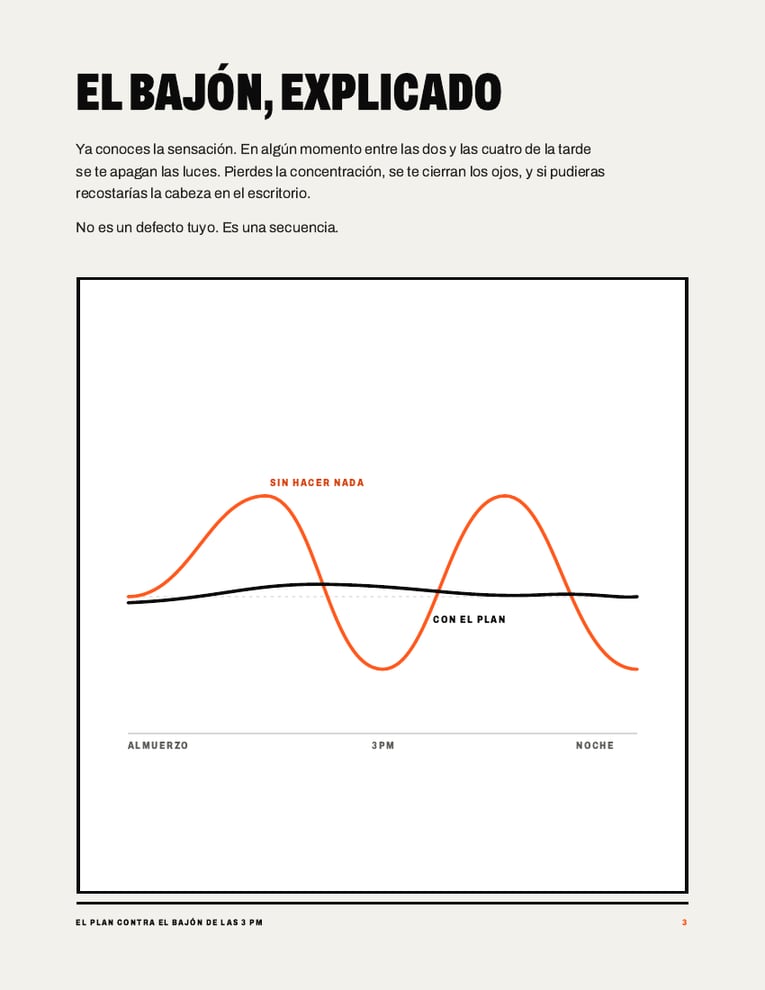 EL BAJÓN, EXPLICADO
Ya conoces la sensación. En algún momento entre las dos y las cuatro de la tarde
se te apagan las luces. Pierdes la concentración, se te cierran los ojos, y si pudieras
recostarías la cabeza en el escritorio.
No es un defecto tuyo. Es una secuencia.
SIN HACER NADA
CON EL PLAN
ALMUERZO 3PM NOCHE
EL PLAN CONTRA EL BAJÓN DE LAS 3 PM 3